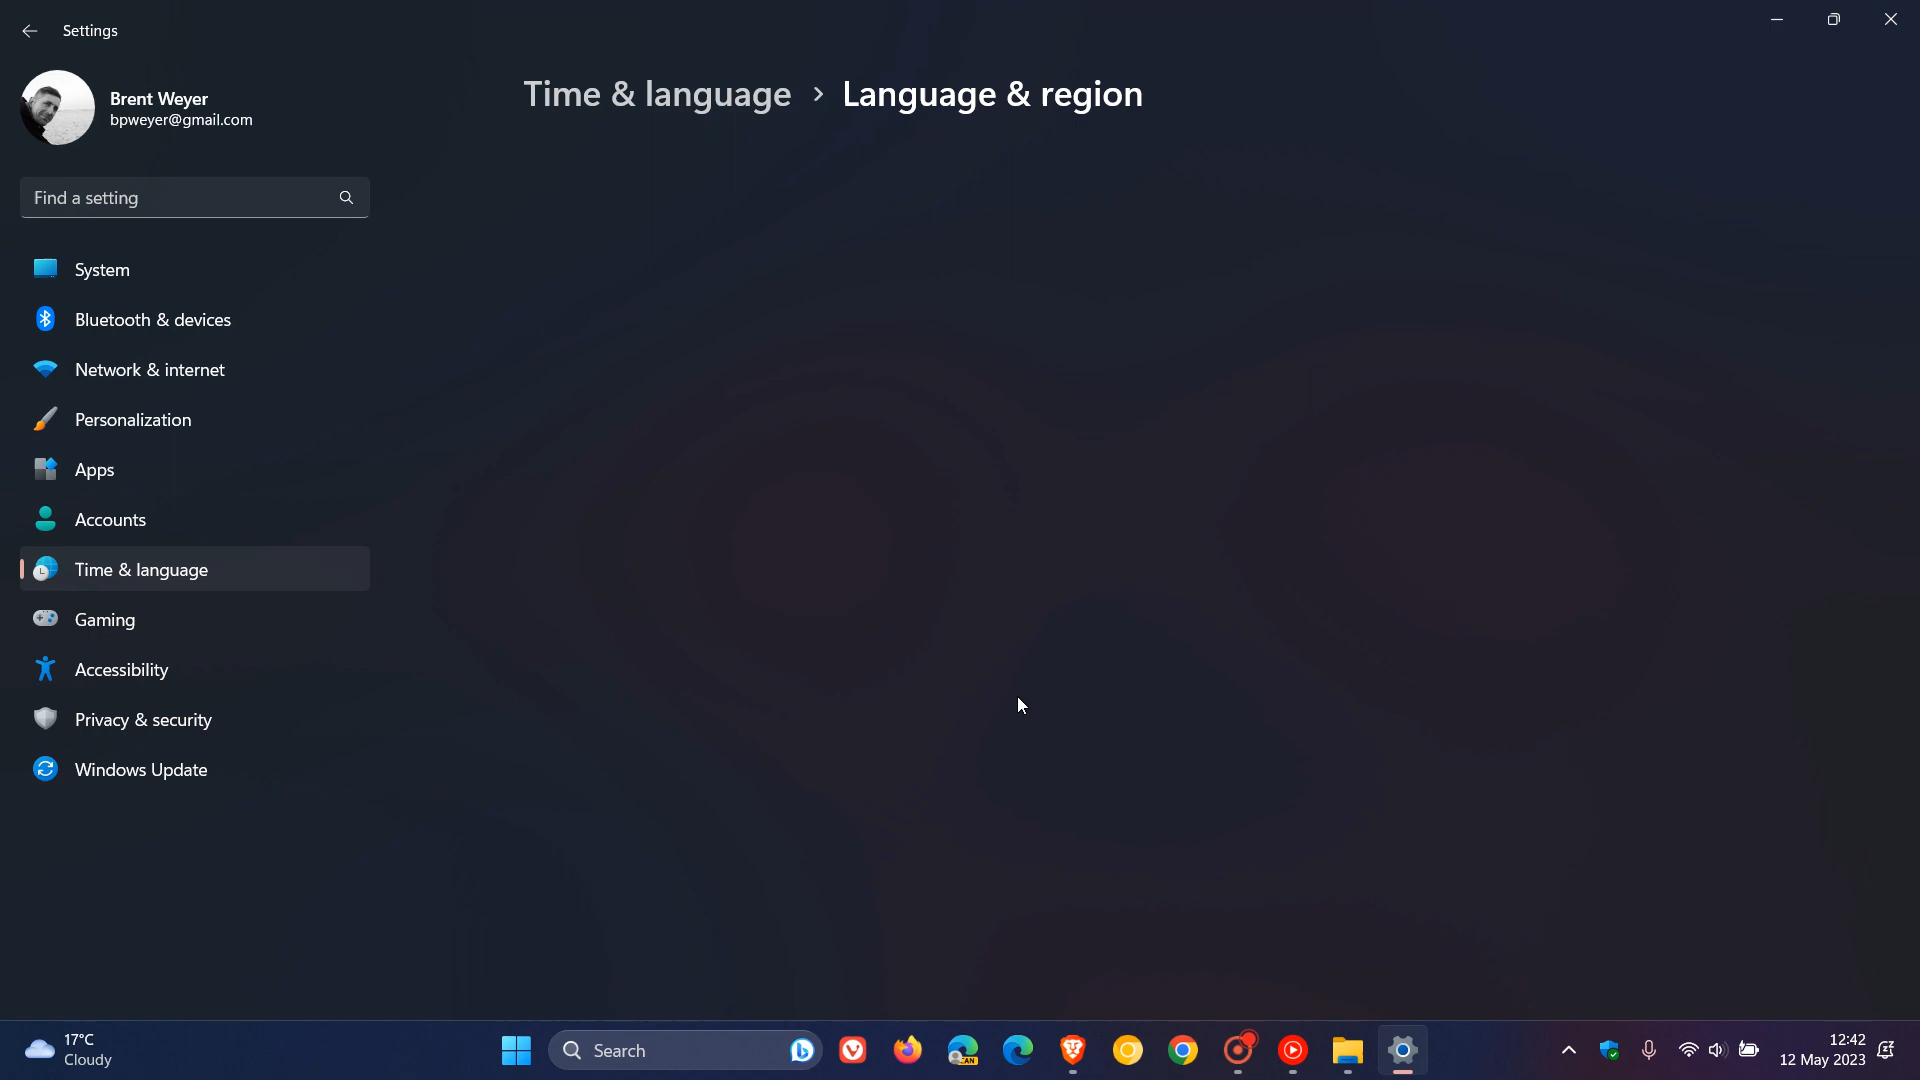 Settings
Brent Weyer
bpweyer@gmail.com
Find a setting
System
Bluetooth & devices
Network & internet
Personalization
Apps
Accounts
Time & language
Gaming
Accessibility
Privacy & security
Windows Update
Time & language > Language & region
17°C
Cloudy
Search
CAN
12:42
12 May 2023